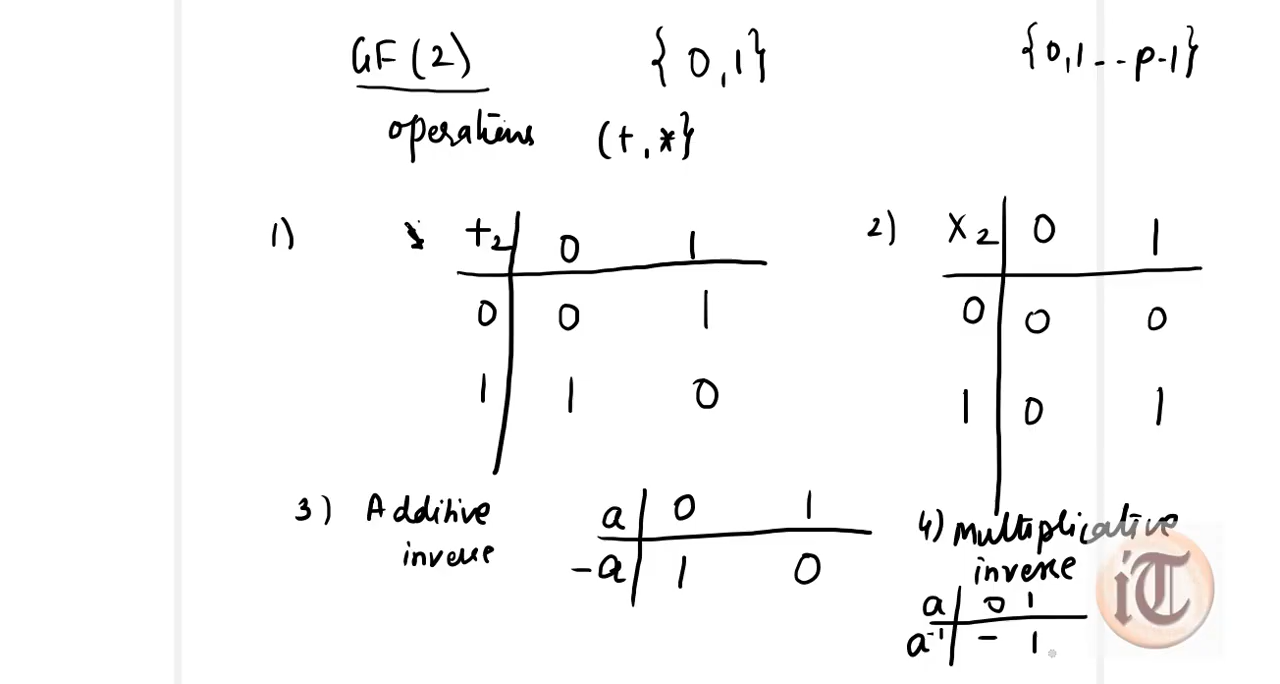 GF(2) {0,1} {0,1--p-1}
operations (+,*}
1) +2 0 1
0 0 1
1 1 0
2) X2 0 1
0 0 0
1 0 1
3) Additive
inverse
a 0 1
-a 1 0
4) Multiplicative
inverse
a 0 1
a-1 - 1
iT